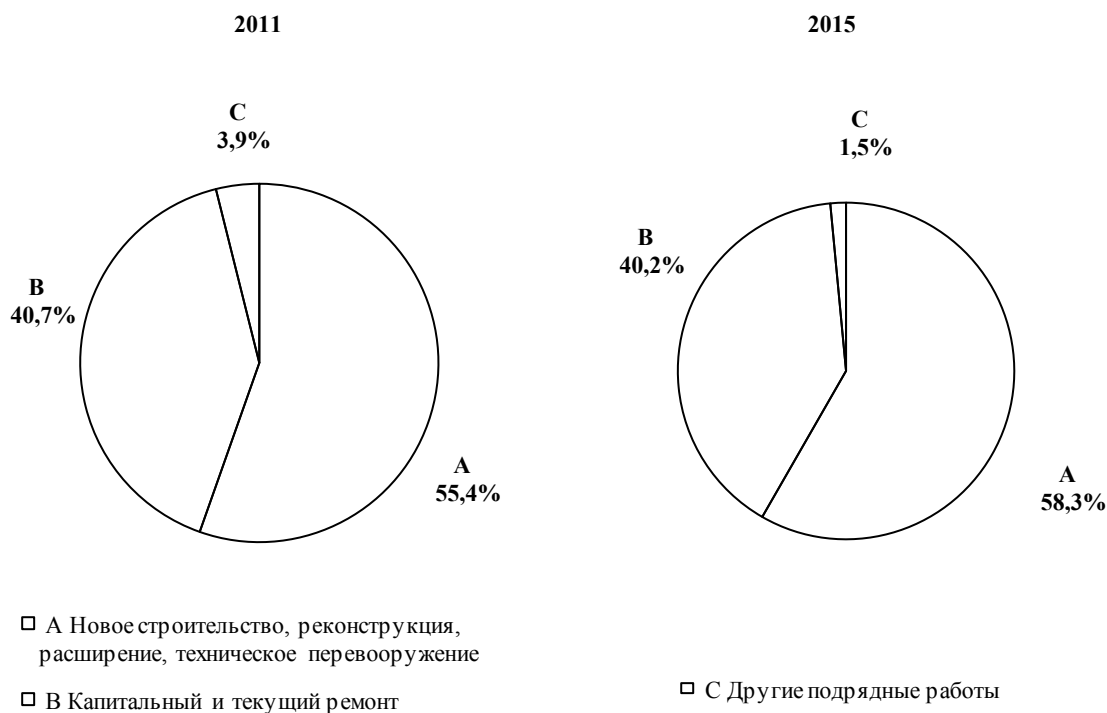 2011
2015
C
3,9%
C
1,5%
B
40,7%
B
40,2%
A
55,4%
A
58,3%
A Новое строительство, реконструкция,
расширение, техническое перевооружение
B Капитальный и текущий ремонт
C Другие подрядные работы